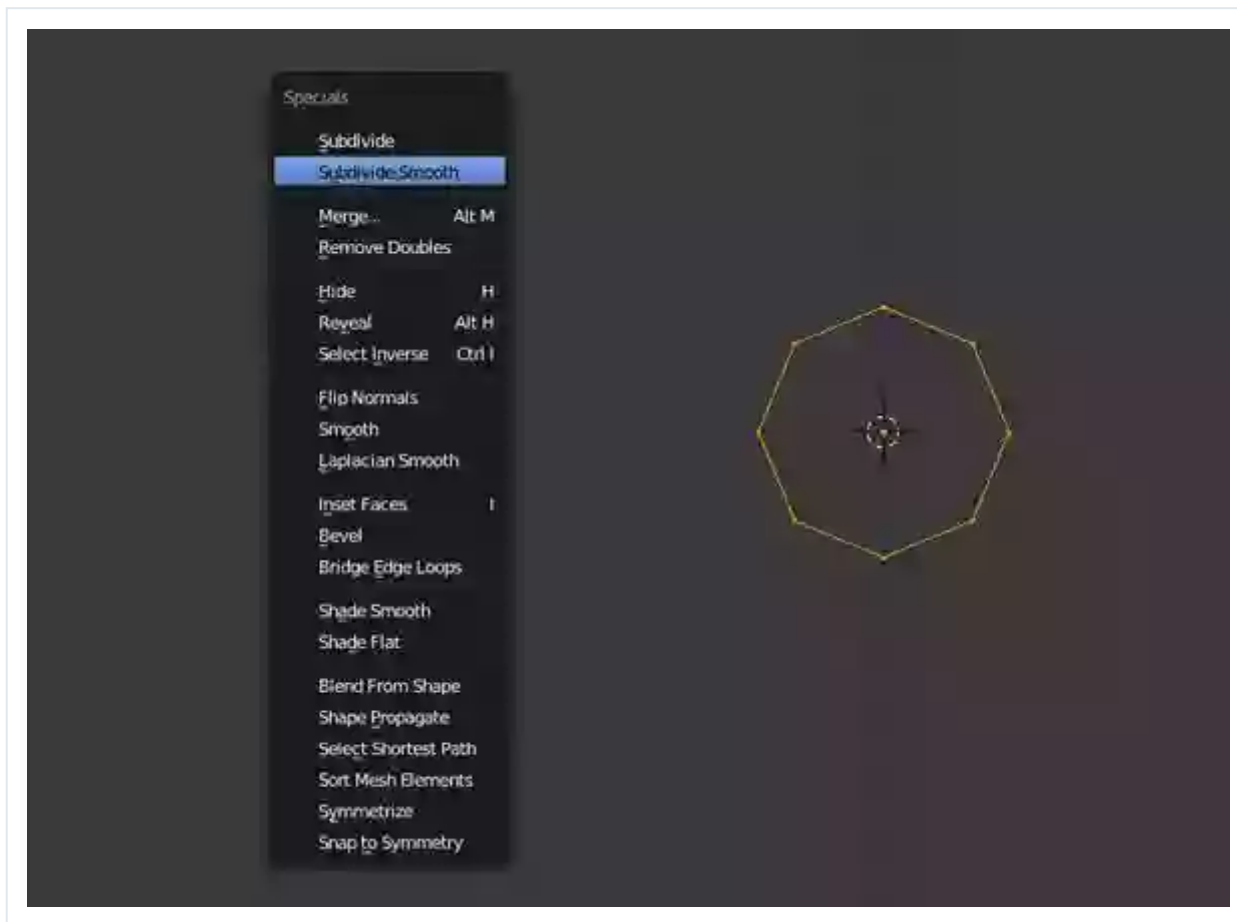 Specials
Subdivide
Subdivide Smooth
Merge... Alt M
Remove Doubles
Hide H
Reveal Alt H
Select Inverse Ctrl I
Flip Normals
Smooth
Laplacian Smooth
Inset Faces I
Bevel
Bridge Edge Loops
Shade Smooth
Shade Flat
Blend From Shape
Shape Propagate
Select Shortest Path
Sort Mesh Elements
Symmetrize
Snap to Symmetry